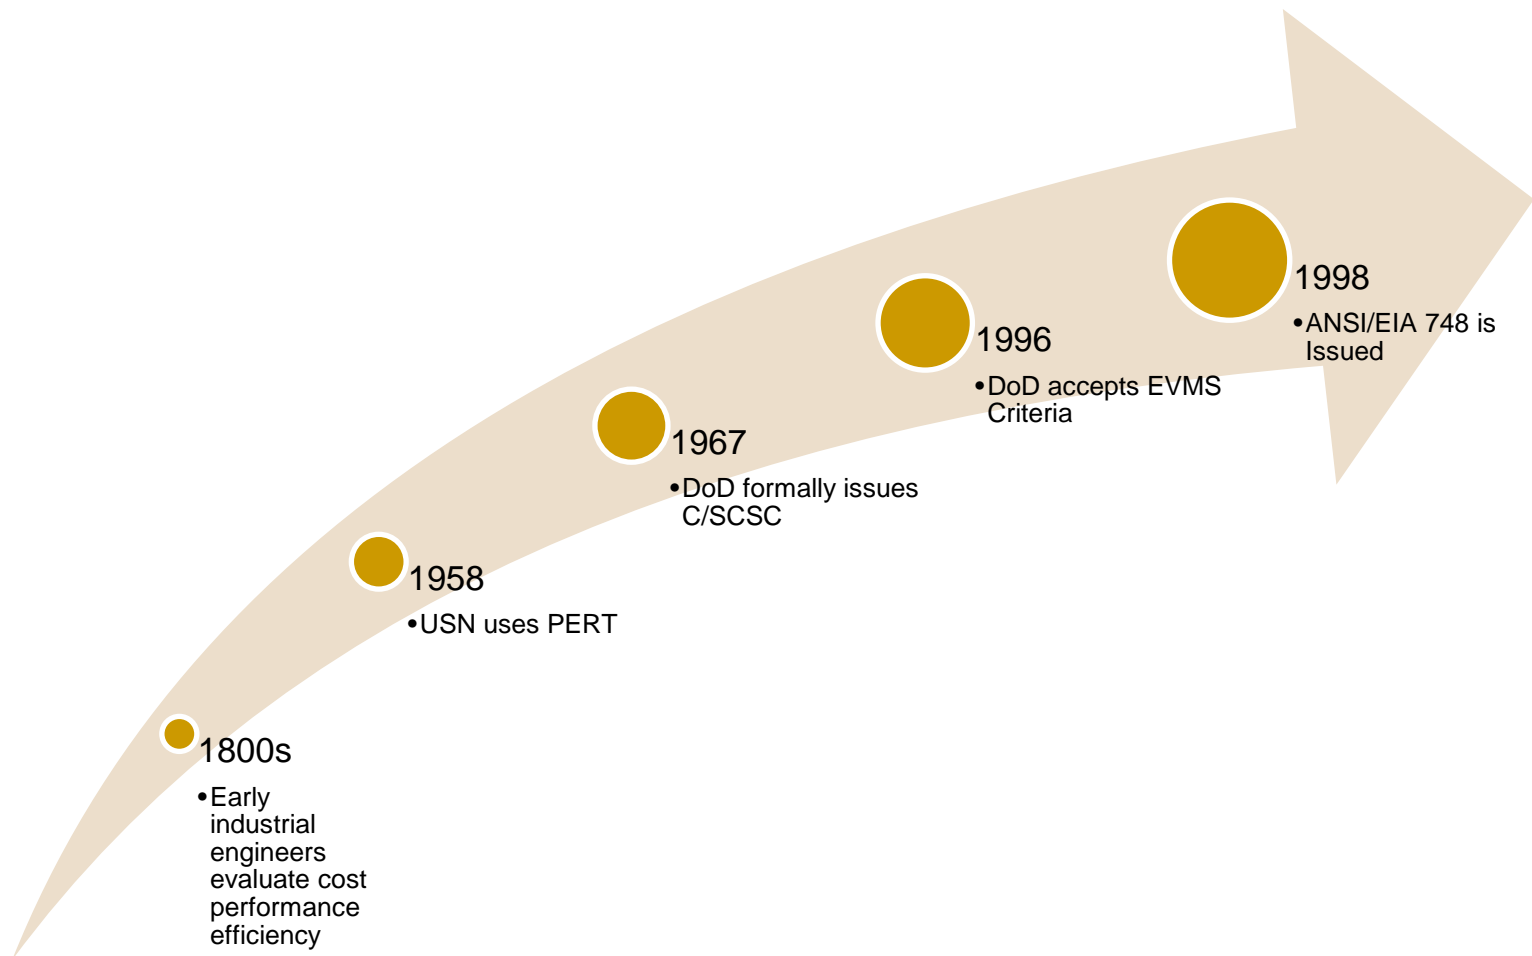 1800s
•Early
industrial
engineers
evaluate cost
performance
efficiency
1958
•USN uses PERT
1967
•DoD formally issues
C/SCSC
1996
•DoD accepts EVMS
Criteria
1998
•ANSI/EIA 748 is
Issued